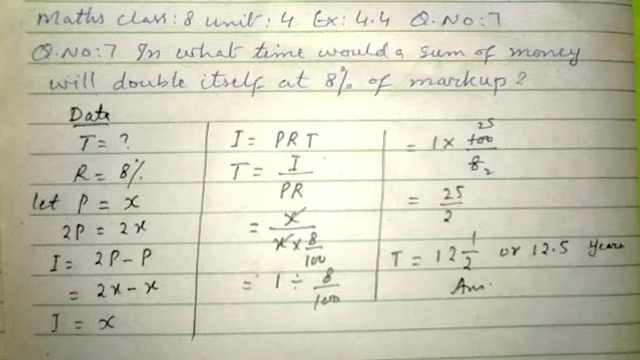 Maths class: 8 unit: 4 Ex: 4.4 Q.No: 7
Q.No: 7 In what time would a sum of money
will double itself at 8% of markup?
Data
T = ?
R = 8%
let P = x
2P = 2x
I = 2P - P
= 2x - x
I = x
I = PRT
T = I / PR
= x / x × 8/100
= 1 ÷ 8/100
= 1 × 100/8 25 2
= 25/2
T = 12 1/2 or 12.5 years
Ans.